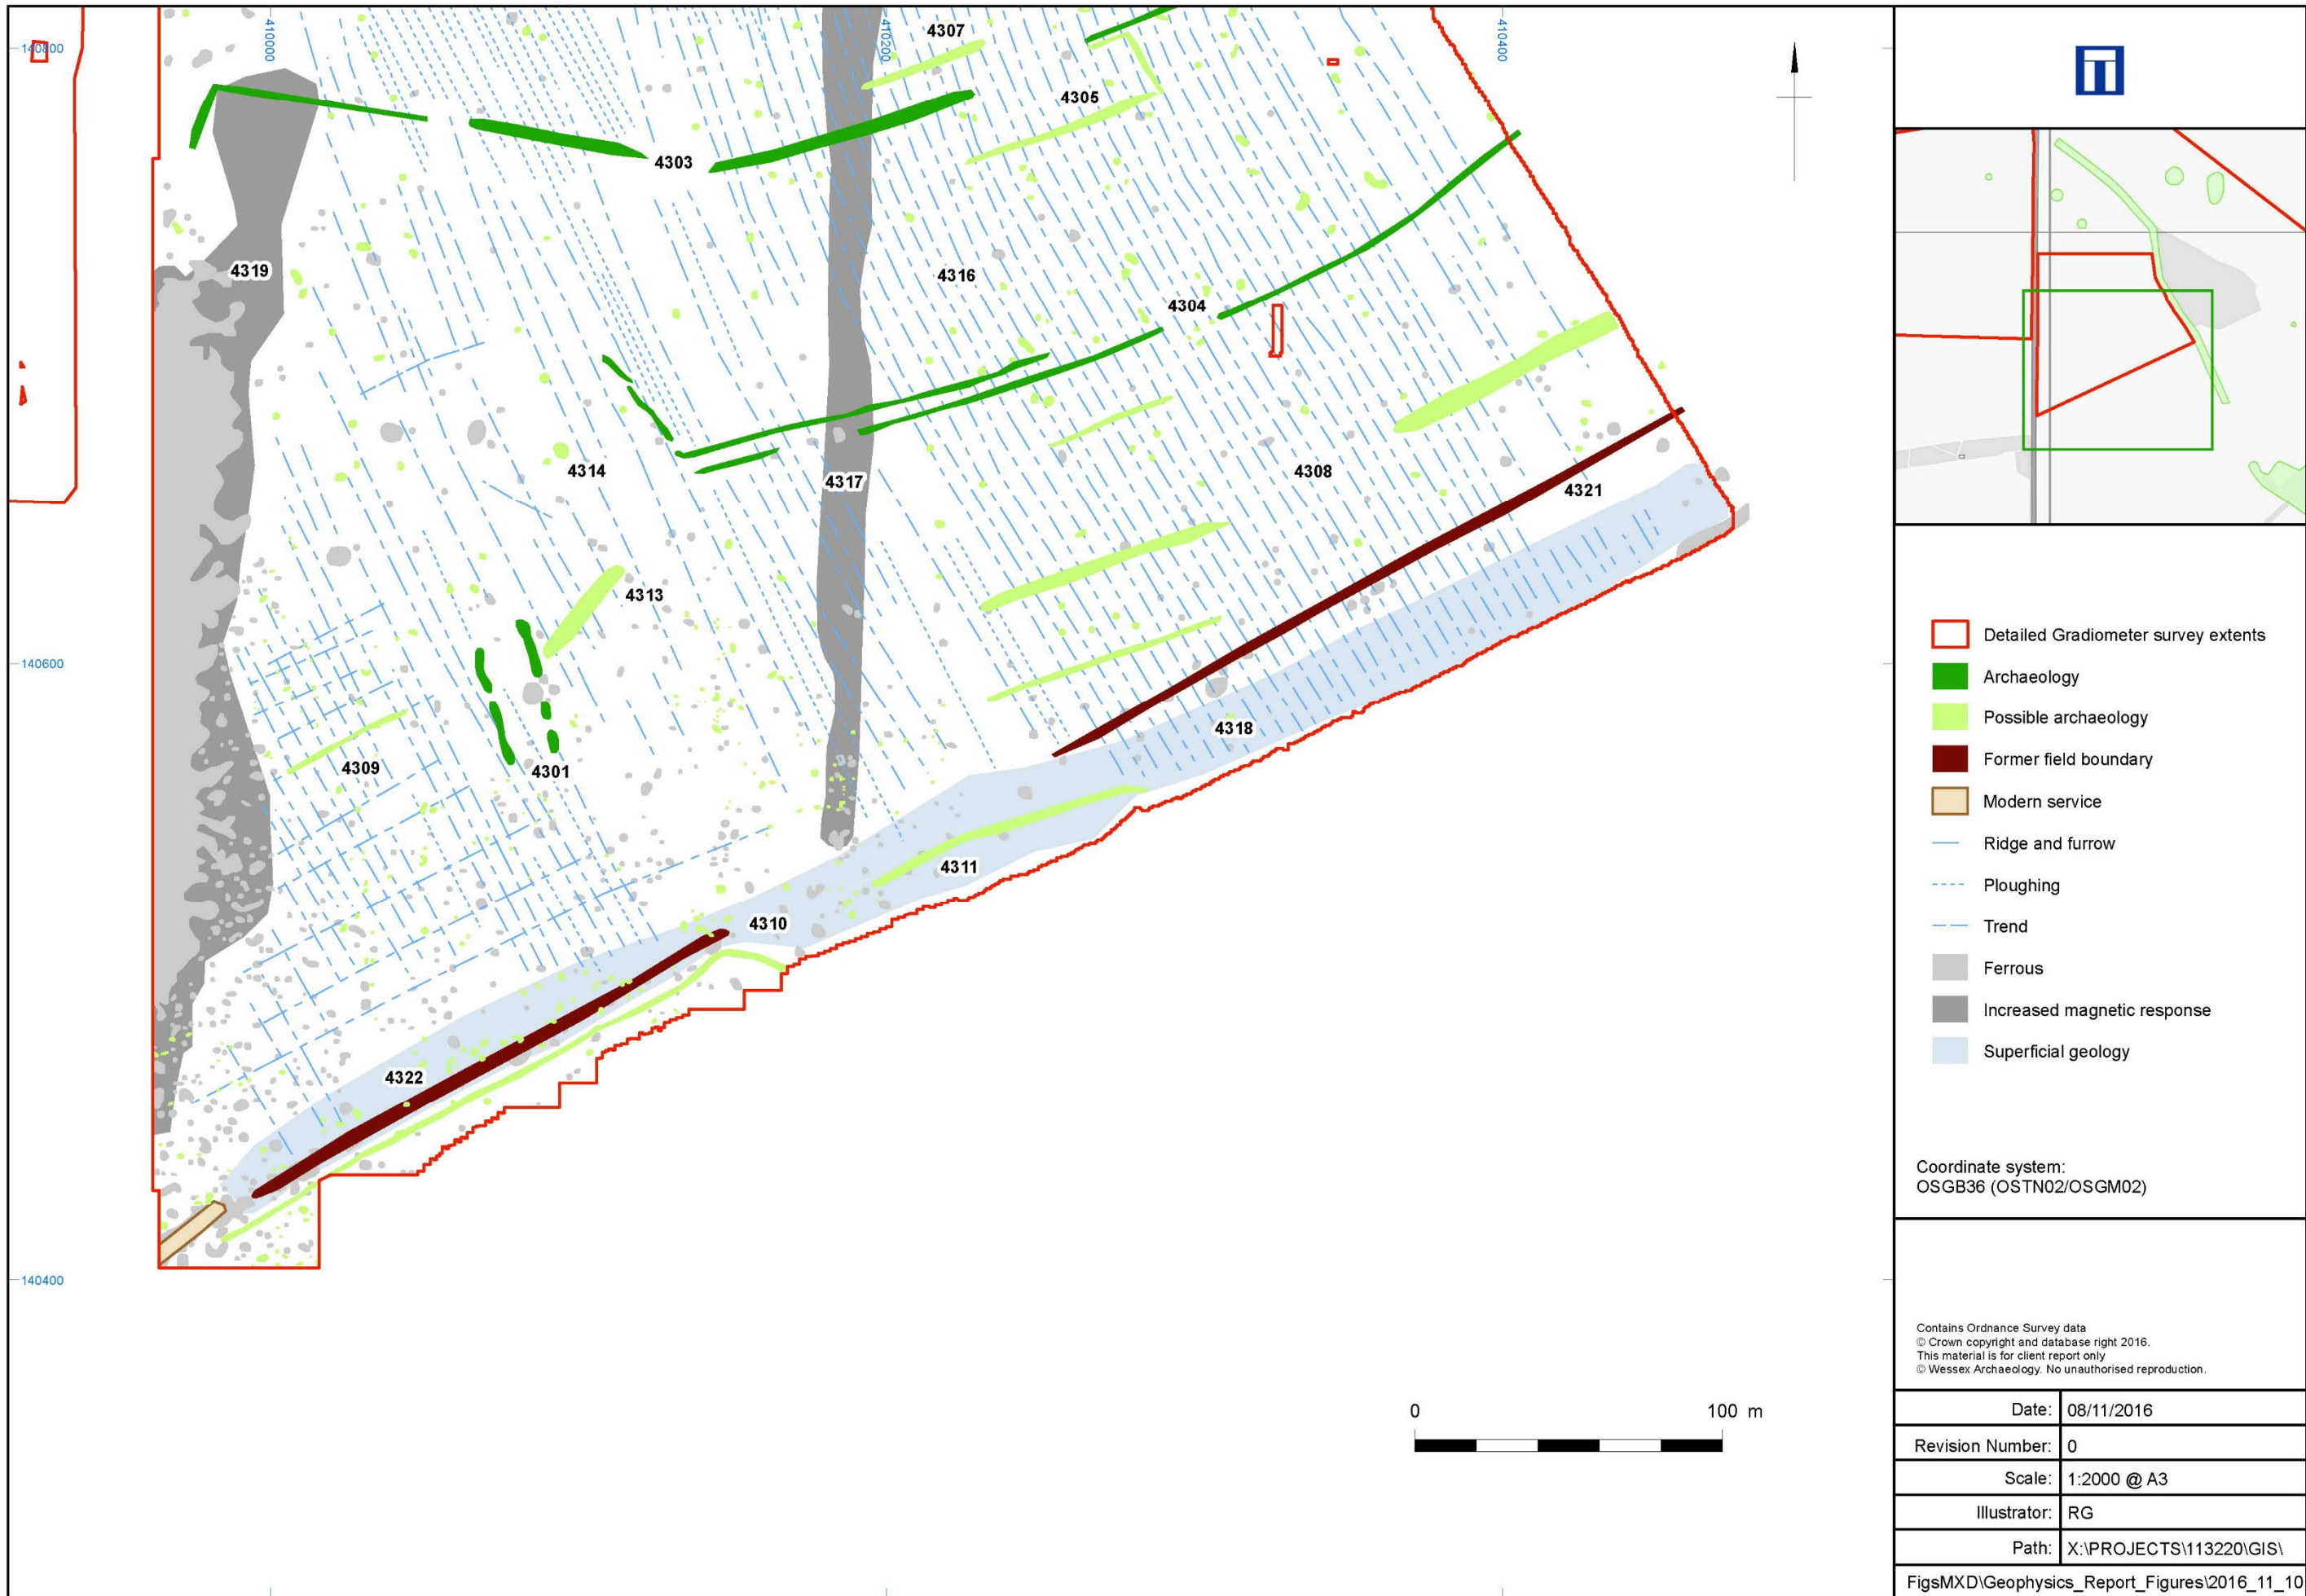 140800
410000
410200
410400
4307
4305
4303
4319
4316
4304
4314
4317
4308
4321
4313
140600
4318
4309
4301
4311
4310
4322
140400
0 100 m
Detailed Gradiometer survey extents
Archaeology
Possible archaeology
Former field boundary
Modern service
Ridge and furrow
Ploughing
Trend
Ferrous
Increased magnetic response
Superficial geology
Coordinate system:
OSGB36 (OSTN02/OSGM02)
Contains Ordnance Survey data
© Crown copyright and database right 2016.
This material is for client report only
© Wessex Archaeology. No unauthorised reproduction.
Date: 08/11/2016
Revision Number: 0
Scale: 1:2000 @ A3
Illustrator: RG
Path: X:\PROJECTS\113220\GIS\
FigsMXD\Geophysics_Report_Figures\2016_11_10